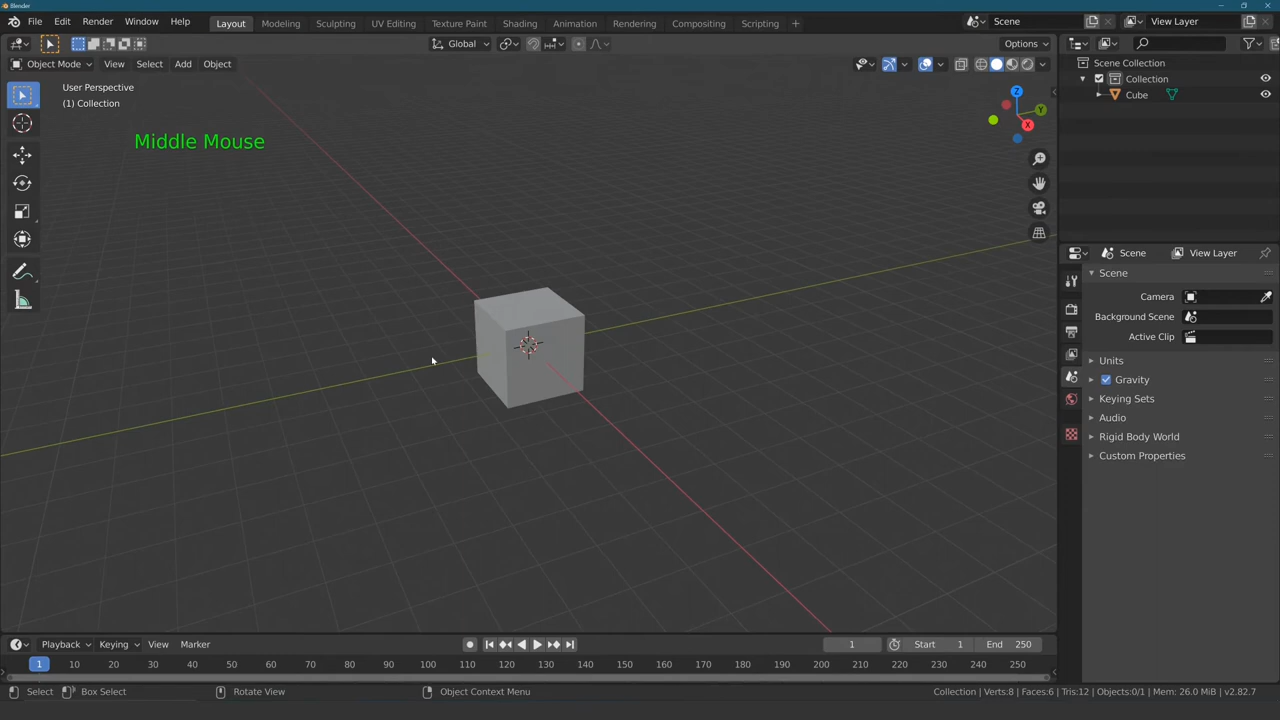 Blender
File Edit Render Window Help Layout Modeling Sculpting UV Editing Texture Paint Shading Animation Rendering Compositing Scripting + Scene View Layer
Global Options
Object Mode View Select Add Object
User Perspective
(1) Collection
Middle Mouse
Z
Y
X
Scene Collection
Collection
Cube
Scene View Layer
Scene
Camera
Background Scene
Active Clip
Units
Gravity
Keying Sets
Audio
Rigid Body World
Custom Properties
Playback Keying View Marker 1 Start 1 End 250
1 10 20 30 40 50 60 70 80 90 100 110 120 130 140 150 160 170 180 190 200 210 220 230 240 250
Select Box Select Rotate View Object Context Menu Collection | Verts:8 | Faces:6 | Tris:12 | Objects:0/1 | Mem: 26.0 MiB | v2.82.7